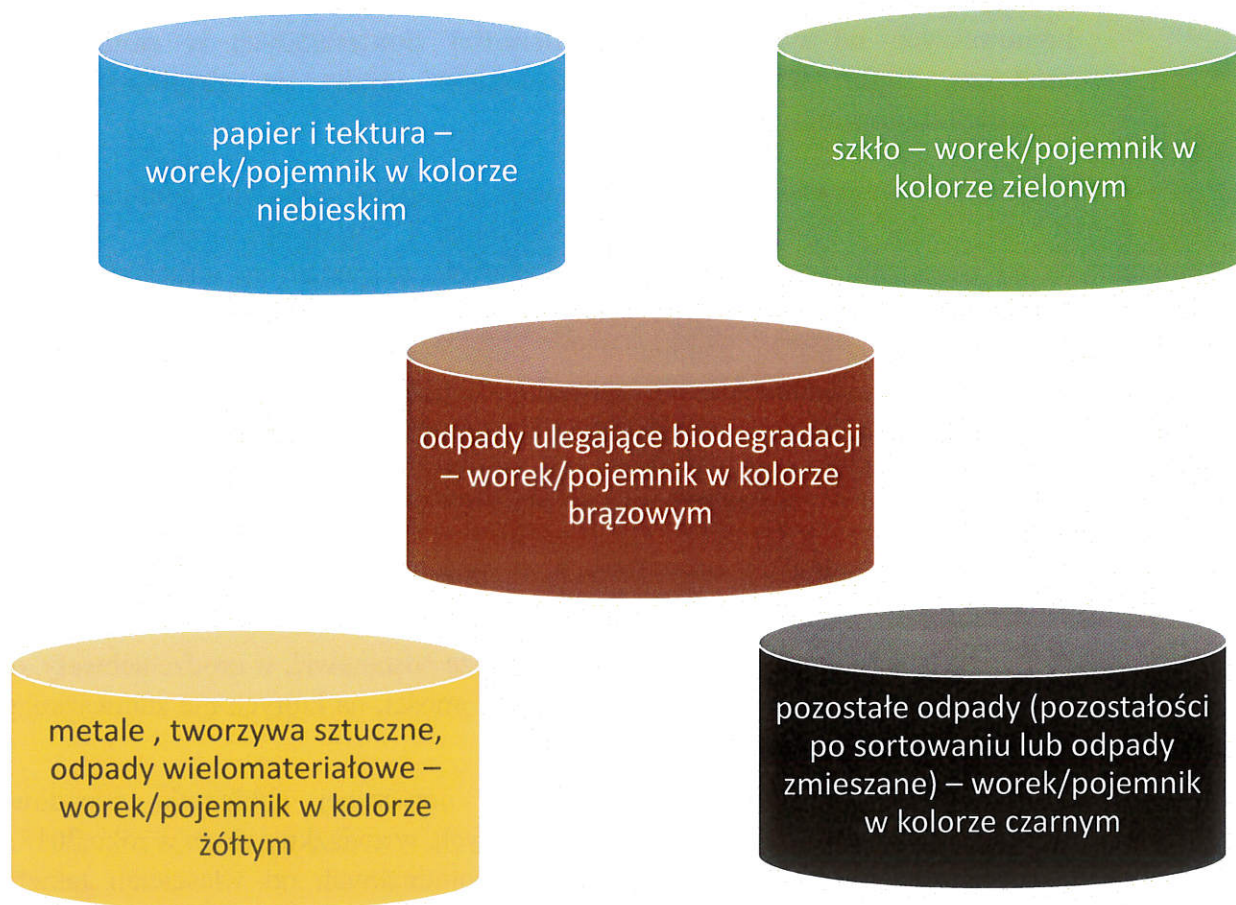 papier i tektura –
worek/pojemnik w kolorze
niebieskim
szkło – worek/pojemnik w
kolorze zielonym
odpady ulegające biodegradacji
– worek/pojemnik w kolorze
brązowym
metale , tworzywa sztuczne,
odpady wielomateriałowe –
worek/pojemnik w kolorze
żółtym
pozostałe odpady (pozostałości
po sortowaniu lub odpady
zmieszane) – worek/pojemnik
w kolorze czarnym